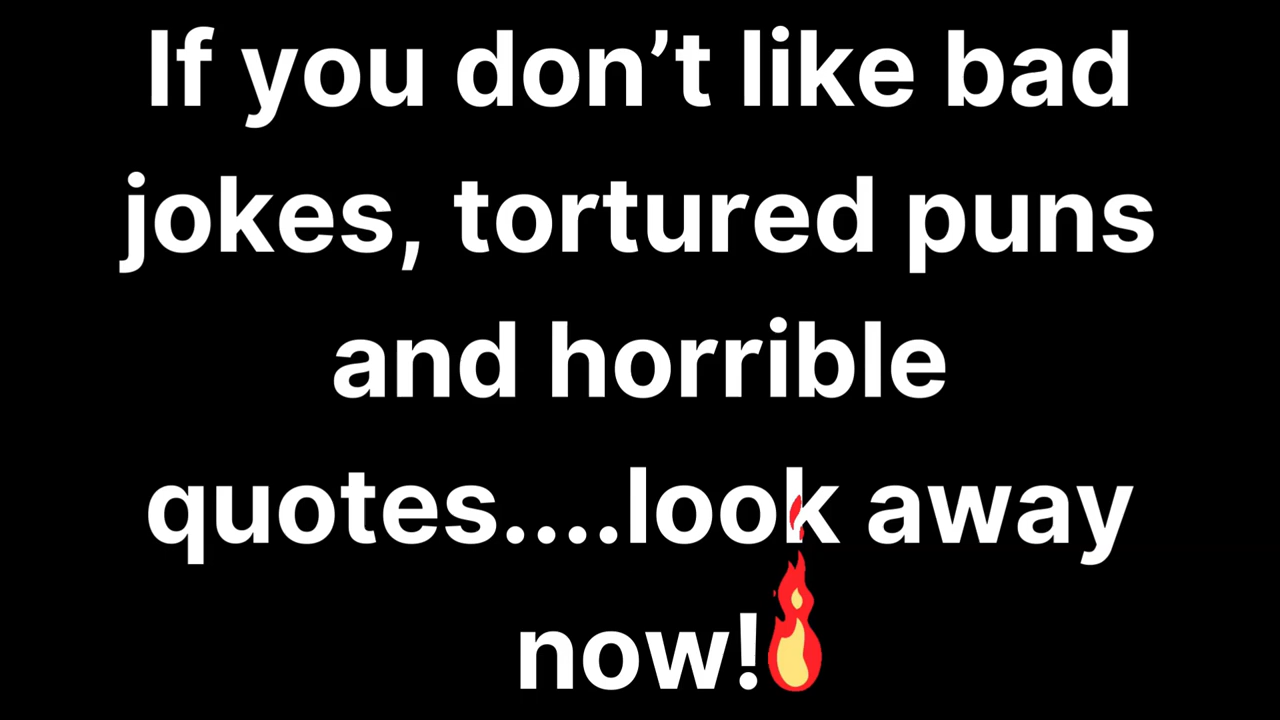 If you don’t like bad
jokes, tortured puns
and horrible
quotes....look away
now!